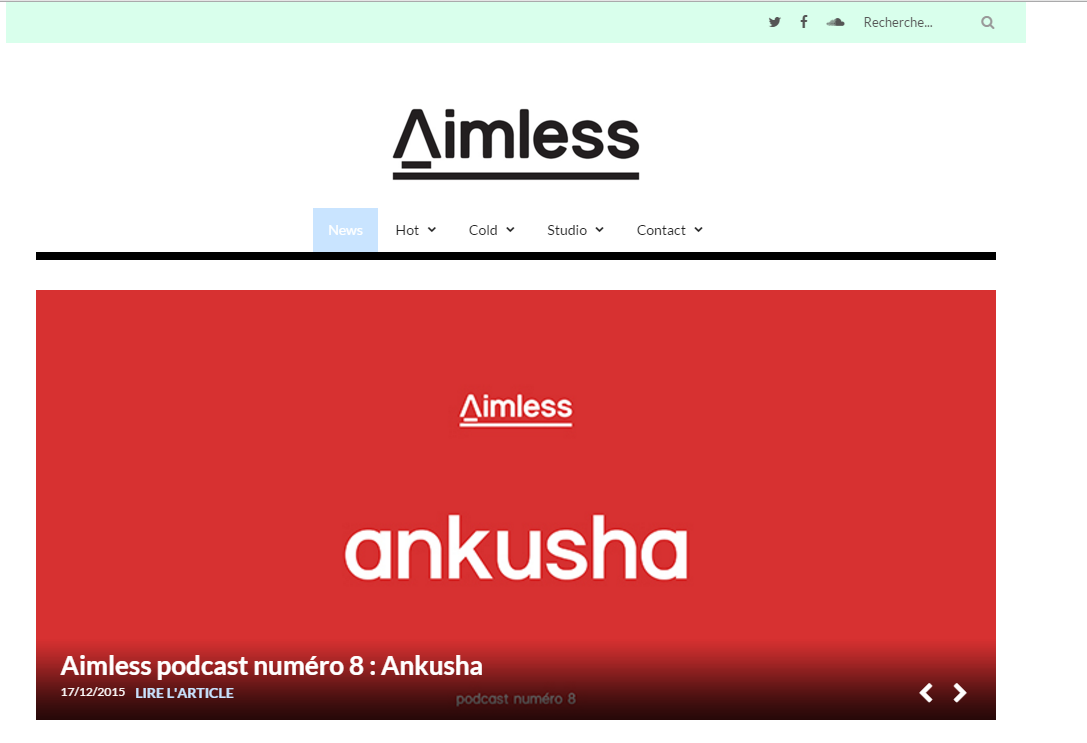 Recherche...
Aimless
News Hot Cold Studio Contact
Aimless
ankusha
Aimless podcast numéro 8 : Ankusha
17/12/2015 LIRE L'ARTICLE
podcast numéro 8